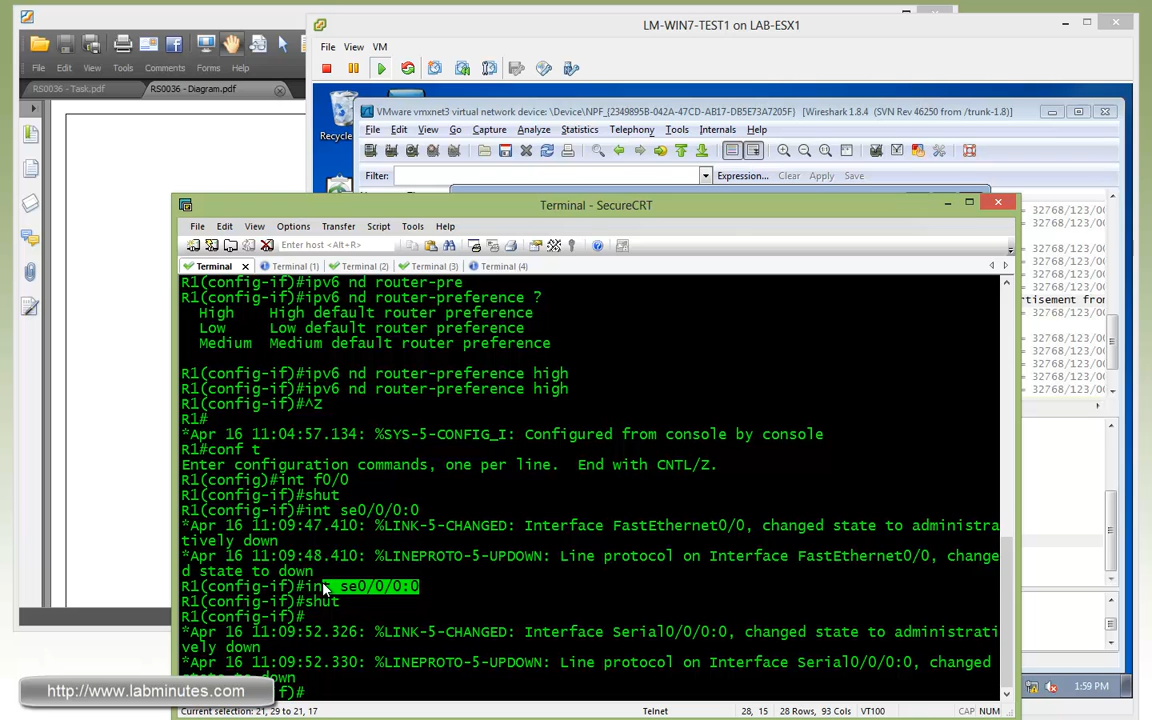 LM-WIN7-TEST1 on LAB-ESX1
File View VM
File Edit View Tools Comments Forms Help
RS0036 - Task.pdf
RS0036 - Diagram.pdf
Recycle
VMware vmxnet3 virtual network device: \Device\NPF_{2349895B-042A-47CD-AB17-DB5E73A7205F} [Wireshark 1.8.4 (SVN Rev 46250 from /trunk-1.8)]
File Edit View Go Capture Analyze Statistics Telephony Tools Internals Help
Filter:
Expression... Clear Apply Save
= 32768/123/00
= 32768/123/00
= 32768/123/00
= 32768/123/00
ertisement from
= 32768/123/00
= 32768/123/00
= 32768/123/00
= 32768/123/00
= 32768/123/00
Terminal - SecureCRT
File Edit View Options Transfer Script Tools Help
Enter host <Alt+R>
Terminal
Terminal (1)
Terminal (2)
Terminal (3)
Terminal (4)
R1(config-if)#ipv6 nd router-pre
R1(config-if)#ipv6 nd router-preference ?
High High default router preference
Low Low default router preference
Medium Medium default router preference
R1(config-if)#ipv6 nd router-preference high
R1(config-if)#ipv6 nd router-preference high
R1(config-if)#^Z
R1#
*Apr 16 11:04:57.134: %SYS-5-CONFIG_I: Configured from console by console
R1#conf t
Enter configuration commands, one per line. End with CNTL/Z.
R1(config)#int f0/0
R1(config-if)#shut
R1(config-if)#int se0/0/0:0
*Apr 16 11:09:47.410: %LINK-5-CHANGED: Interface FastEthernet0/0, changed state to administra
tively down
*Apr 16 11:09:48.410: %LINEPROTO-5-UPDOWN: Line protocol on Interface FastEthernet0/0, change
d state to down
R1(config-if)#int se0/0/0:0
R1(config-if)#shut
R1(config-if)#
*Apr 16 11:09:52.326: %LINK-5-CHANGED: Interface Serial0/0/0:0, changed state to administrati
vely down
*Apr 16 11:09:52.330: %LINEPROTO-5-UPDOWN: Line protocol on Interface Serial0/0/0:0, changed
down
f)#
http://www.labminutes.com
1:59 PM
Current selection: 21, 29 to 21, 17
Telnet
28, 15
28 Rows, 93 Cols
VT100
CAP NUM